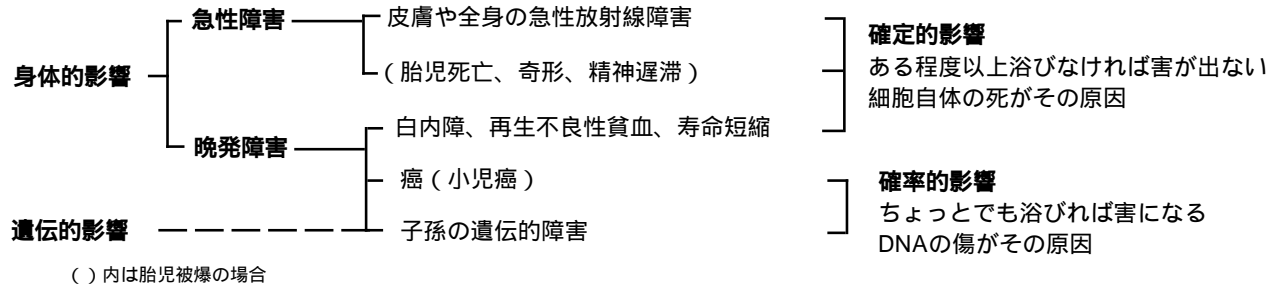 急性障害 皮膚や全身の急性放射線障害
確定的影響
身体的影響 (胎児死亡、奇形、精神遅滞) ある程度以上浴びなければ害が出ない
細胞自体の死がその原因
晩発障害 白内障、再生不良性貧血、寿命短縮
癌(小児癌) 確率的影響
ちょっとでも浴びれば害になる
遺伝的影響 子孫の遺伝的障害 DNAの傷がその原因
()内は胎児被爆の場合